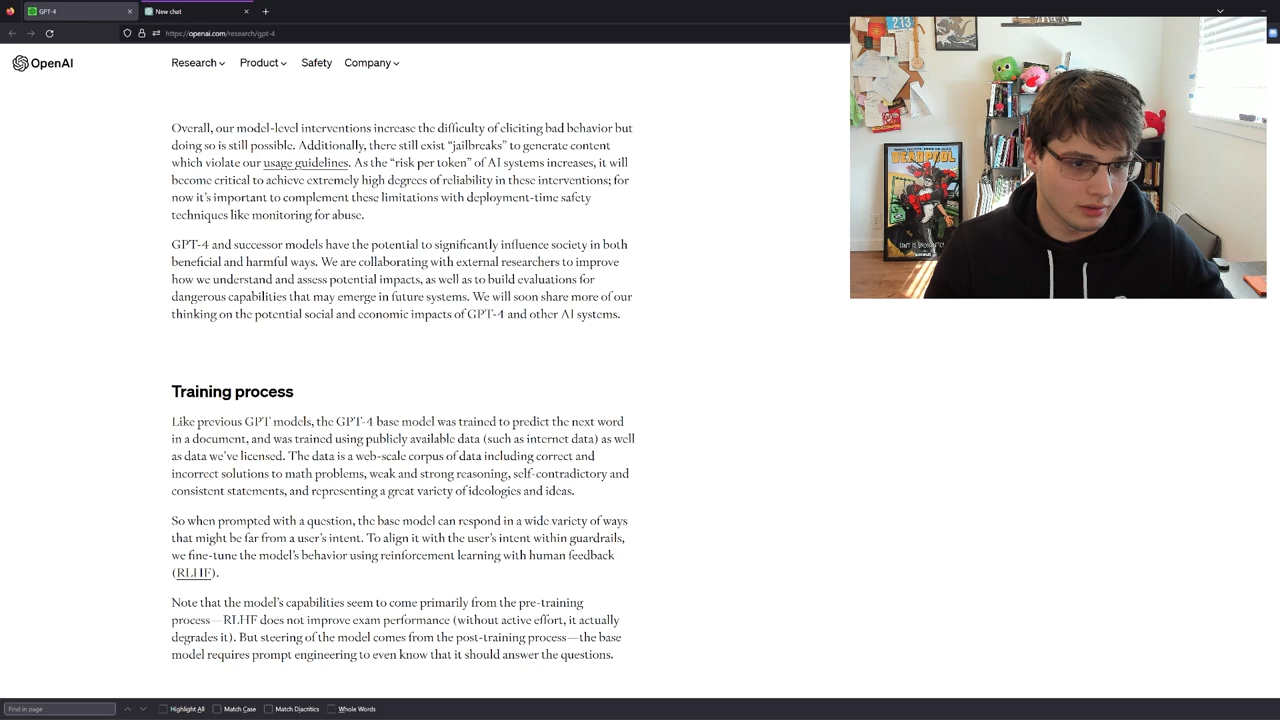 GPT-4
New chat
https://openai.com/research/gpt-4
OpenAI
Research
Product
Safety
Company
Overall, our model-level interventions increase the difficulty of eliciting bad behavior but
doing so is still possible. Additionally, there still exist “jailbreaks” to generate content
which violate our usage guidelines. As the “risk per token” of AI systems increases, it will
become critical to achieve extremely high degrees of reliability in these interventions; for
now it’s important to complement these limitations with deployment-time safety
techniques like monitoring for abuse.
GPT-4 and successor models have the potential to significantly influence society in both
beneficial and harmful ways. We are collaborating with external researchers to improve
how we understand and assess potential impacts, as well as to build evaluations for
dangerous capabilities that may emerge in future systems. We will soon share more of our
thinking on the potential social and economic impacts of GPT-4 and other AI systems.
Training process
Like previous GPT models, the GPT-4 base model was trained to predict the next word
in a document, and was trained using publicly available data (such as internet data) as well
as data we’ve licensed. The data is a web-scale corpus of data including correct and
incorrect solutions to math problems, weak and strong reasoning, self-contradictory and
consistent statements, and representing a great variety of ideologies and ideas.
So when prompted with a question, the base model can respond in a wide variety of ways
that might be far from a user’s intent. To align it with the user’s intent within guardrails,
we fine-tune the model’s behavior using reinforcement learning with human feedback
(RLHF).
Note that the model’s capabilities seem to come primarily from the pre-training
process—RLHF does not improve exam performance (without active effort, it actually
degrades it). But steering of the model comes from the post-training process—the base
model requires prompt engineering to even know that it should answer the questions.
Find in page
Highlight All
Match Case
Match Diacritics
Whole Words
213
DEADPOOL